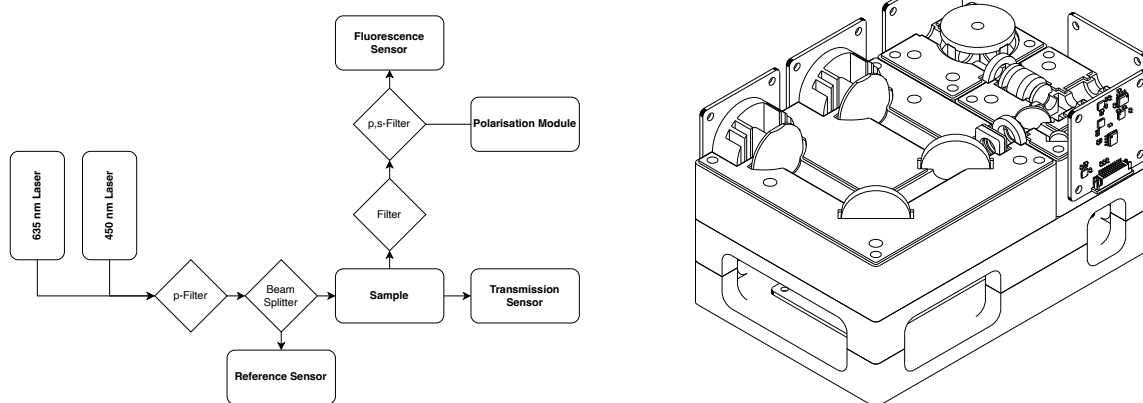 Fluorescence
Sensor
p,s-Filter
Polarisation Module
635 nm Laser
450 nm Laser
Filter
p-Filter
Beam
Splitter
Sample
Transmission
Sensor
Reference Sensor